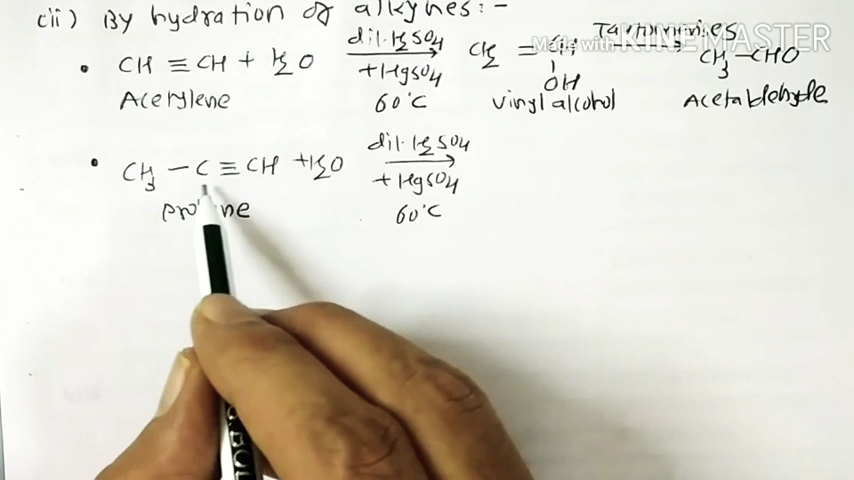 (ii) By hydration of alkynes:-
• CH ≡ CH + H2O dil. H2SO4 +HgSO4 60°C CH2 = CH OH Tautomerises CH3 — CHO
Acetylene Vinyl alcohol Acetaldehyde
• CH3 — C ≡ CH + H2O dil. H2SO4 + HgSO4 60°C
Made with KINEMASTER